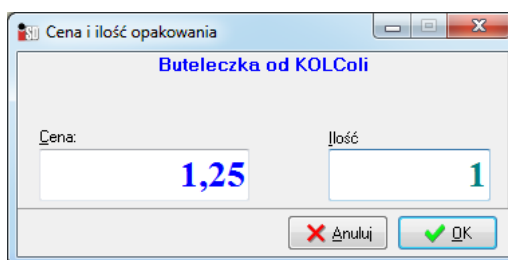 Cena i ilość opakowania
Buteleczka od KOLColi
Cena:
Ilość
1,25
1
Anuluj
OK